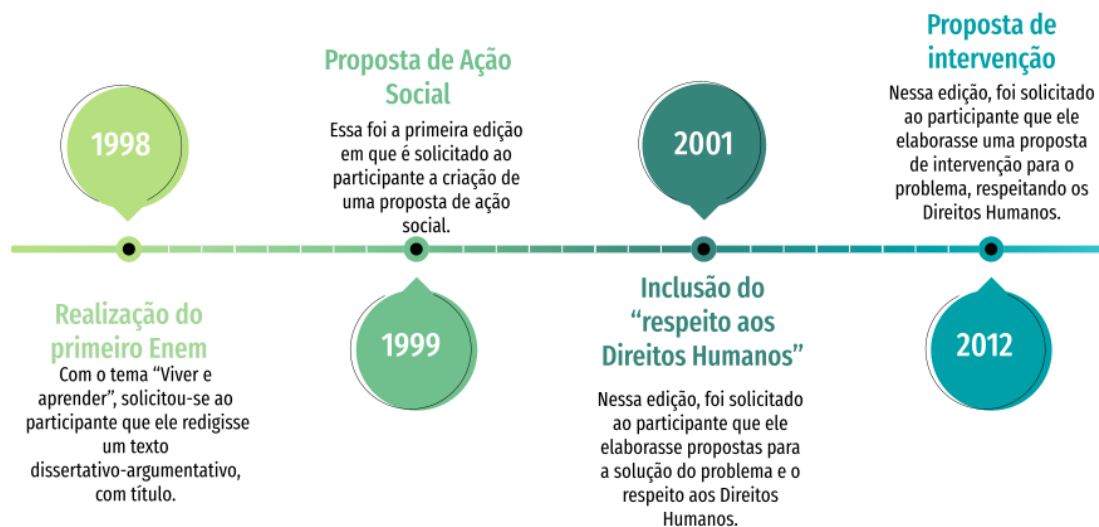 1998
Realização do
primeiro Enem
Com o tema “Viver e
aprender”, solicitou-se ao
participante que ele redigisse
um texto
dissertativo-argumentativo,
com título.
Proposta de Ação
Social
Essa foi a primeira edição
em que é solicitado ao
participante a criação de
uma proposta de ação
social.
1999
2001
Inclusão do
“respeito aos
Direitos Humanos”
Nessa edição, foi solicitado
ao participante que ele
elaborasse propostas para
a solução do problema e o
respeito aos Direitos
Humanos.
Proposta de
intervenção
Nessa edição, foi solicitado
ao participante que ele
elaborasse uma proposta
de intervenção para o
problema, respeitando os
Direitos Humanos.
2012